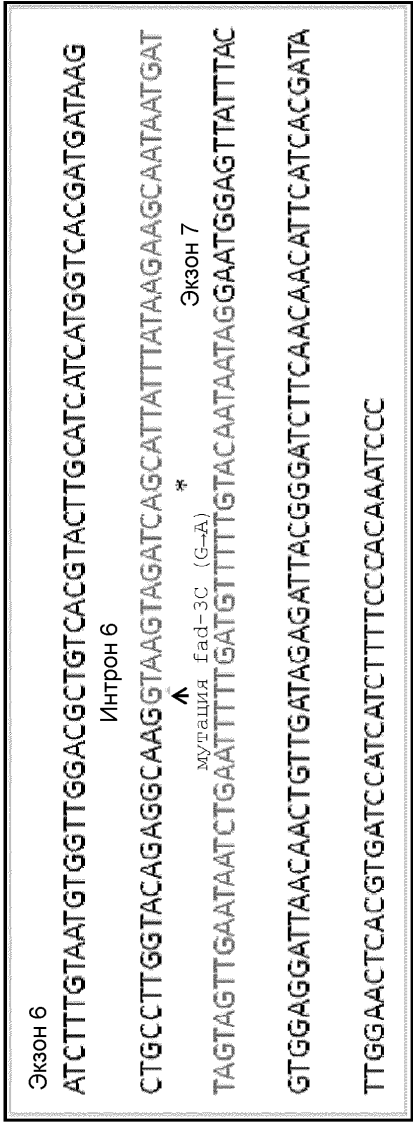 Экзон 6
ATCTTTGTAATGTGGTTGGACGCTGTCACGTACTTGCATCATCATGGTCACGATGATAAG
Интрон 6
CTGCCTTGGTACAGAGGCAAGGTAAGTAGATCAGCATTATTTATAAGAAGCAATAATGAT
*
мутация fad-3C (G→A)
Экзон 7
TAGTAGTTGAATAATCTGAATTTTTGATGTTTTTGTACAATAATAGGAATGGAGTTATTTAC
GTGGAGGATTAACAACTGTTGATAGAGATTACGGGATCTTCAACAACATTCATCACGATA
TTGGAACTCACGTGATCCATCATCTTTTCCCACAAATCCC